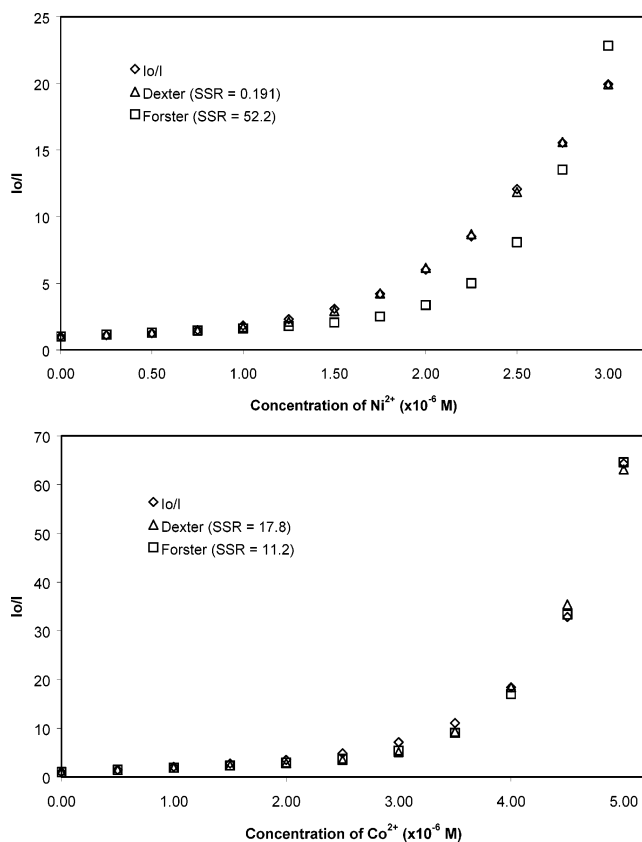 25
20
15
10
5
0
Io/I
Io/I
Dexter (SSR = 0.191)
Forster (SSR = 52.2)
0.00 0.50 1.00 1.50 2.00 2.50 3.00
Concentration of Ni²⁺ (x10⁻⁶ M)
70
60
50
40
30
20
10
0
Io/I
Io/I
Dexter (SSR = 17.8)
Forster (SSR = 11.2)
0.00 1.00 2.00 3.00 4.00 5.00
Concentration of Co²⁺ (x10⁻⁶ M)